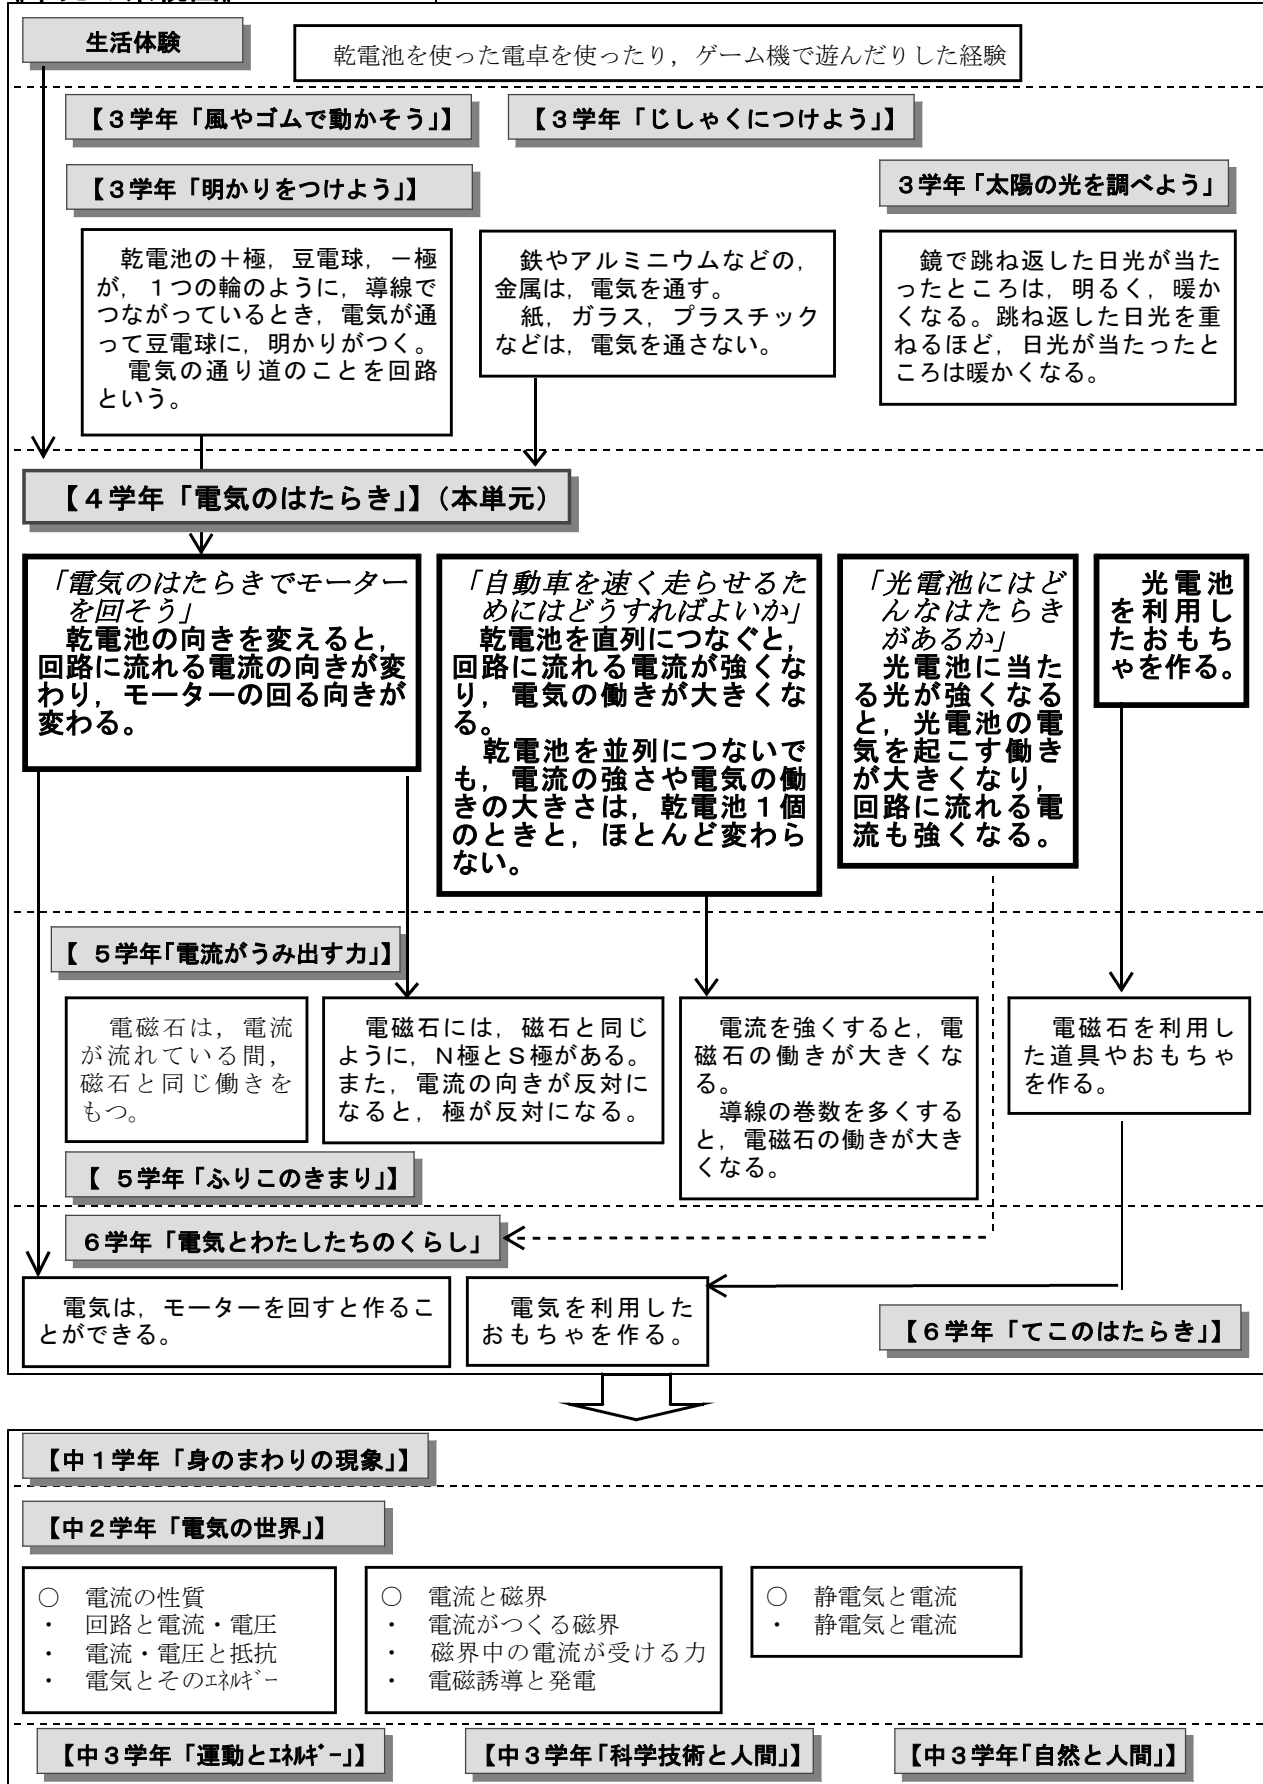 生活体験
乾電池を使った電卓を使ったり，ゲーム機で遊んだりした経験
【３学年「風やゴムで動かそう」】
【３学年「じしゃくにつけよう」】
【３学年「明かりをつけよう」】
３学年「太陽の光を調べよう」
乾電池の＋極，豆電球，－極
が，１つの輪のように，導線で
つながっているとき，電気が通
って豆電球に，明かりがつく。
電気の通り道のことを回路
という。
鉄やアルミニウムなどの，
金属は，電気を通す。
紙，ガラス，プラスチック
などは，電気を通さない。
鏡で跳ね返した日光が当た
ったところは，明るく，暖か
くなる。跳ね返した日光を重
ねるほど，日光が当たったと
ころは暖かくなる。
【４学年「電気のはたらき」】（本単元）
「電気のはたらきでモーター
を回そう」
乾電池の向きを変えると，
回路に流れる電流の向きが変
わり，モーターの回る向きが
変わる。
「自動車を速く走らせるた
めにはどうすればよいか」
乾電池を直列につなぐと，
回路に流れる電流が強くな
り，電気の働きが大きくな
る。
乾電池を並列につないで
も，電流の強さや電気の働
きの大きさは，乾電池１個
のときと，ほとんど変わら
ない。
「光電池にはど
んなはたらき
があるか」
光電池に当た
る光が強くなる
と，光電池の電
気を起こす働き
が大きくなり，
回路に流れる電
流も強くなる。
光電池
を利用し
たおもち
ゃを作る。
【 ５学年「電流がうみ出す力」】
電磁石は，電流
が流れている間，
磁石と同じ働きを
もつ。
電磁石には，磁石と同じ
ように，Ｎ極とＳ極がある。
また，電流の向きが反対に
なると，極が反対になる。
電流を強くすると，電
磁石の働きが大きくな
る。
導線の巻数を多くする
と，電磁石の働きが大き
くなる。
電磁石を利用し
た道具やおもちゃ
を作る。
【 ５学年「ふりこのきまり」】
６学年「電気とわたしたちのくらし」
電気は，モーターを回すと作るこ
とができる。
電気を利用した
おもちゃを作る。
【６学年「てこのはたらき」】
【中１学年「身のまわりの現象」】
【中２学年「電気の世界」】
○ 電流の性質
・ 回路と電流・電圧
・ 電流・電圧と抵抗
・ 電気とそのｴﾈﾙｷﾞｰ
○ 電流と磁界
・ 電流がつくる磁界
・ 磁界中の電流が受ける力
・ 電磁誘導と発電
○ 静電気と電流
・ 静電気と電流
【中３学年「運動とｴﾈﾙｷﾞｰ」】
【中３学年「科学技術と人間」】
【中３学年「自然と人間」】